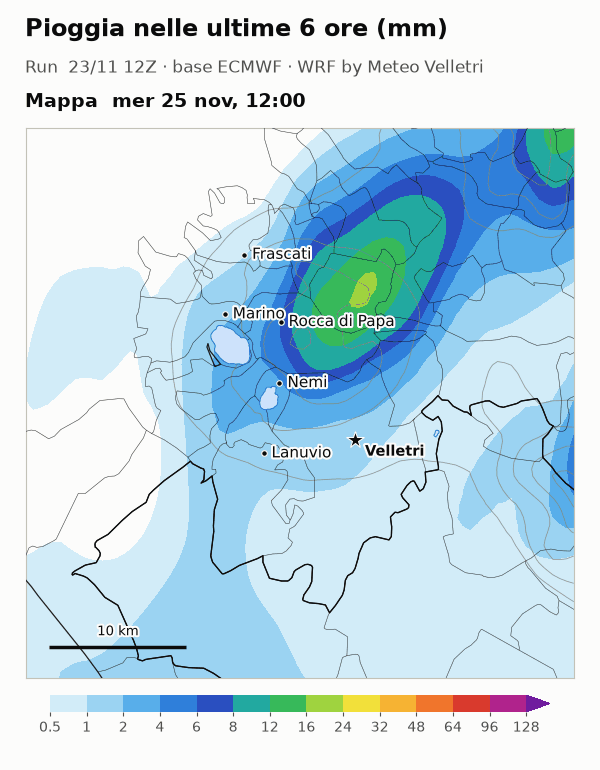 Pioggia nelle ultime 6 ore (mm)
Run  23/11 12Z · base ECMWF · WRF by Meteo Velletri
Mappa  mer 25 nov, 12:00
Frascati
Marino
Rocca di Papa
Nemi
Velletri
Lanuvio
10 km
0.5 1 2 4 6 8 12 16 24 32 48 64 96 128